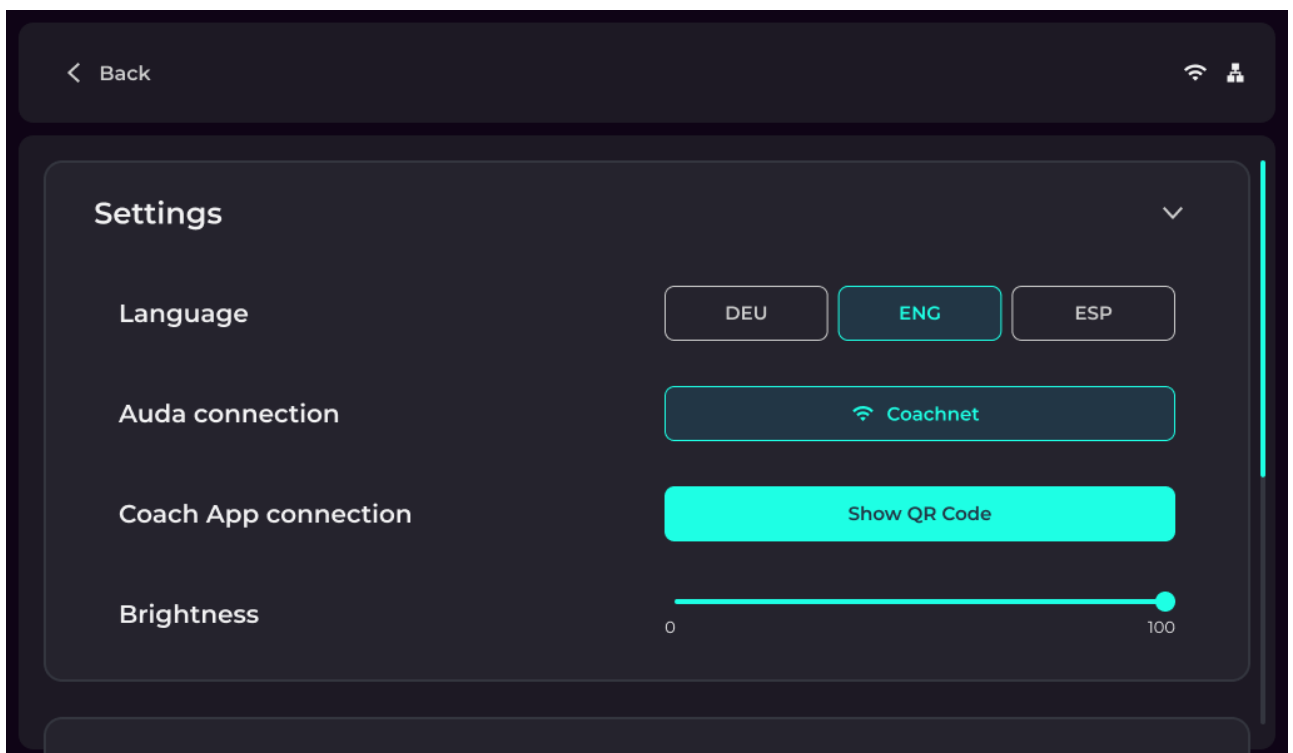 Back
Settings
Language
DEU ENG ESP
Auda connection
Coachnet
Coach App connection
Show QR Code
Brightness
0 100